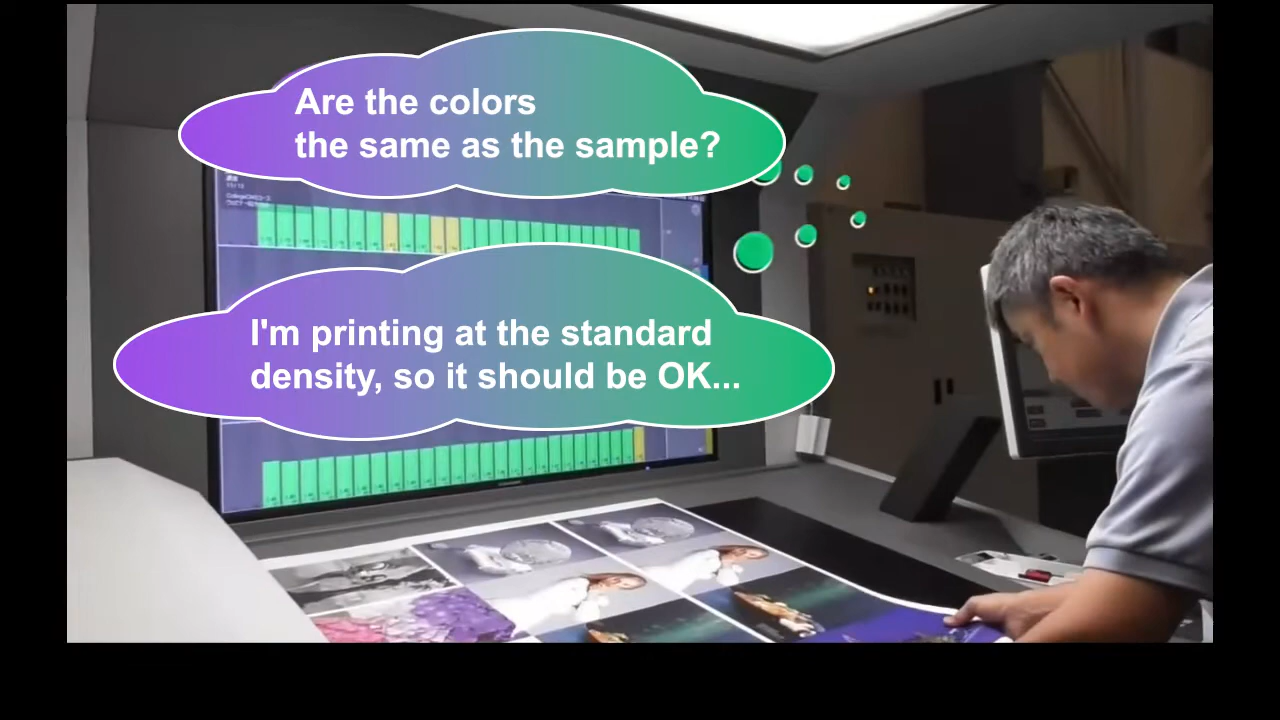 Are the colors
the same as the sample?
I'm printing at the standard
density, so it should be OK...